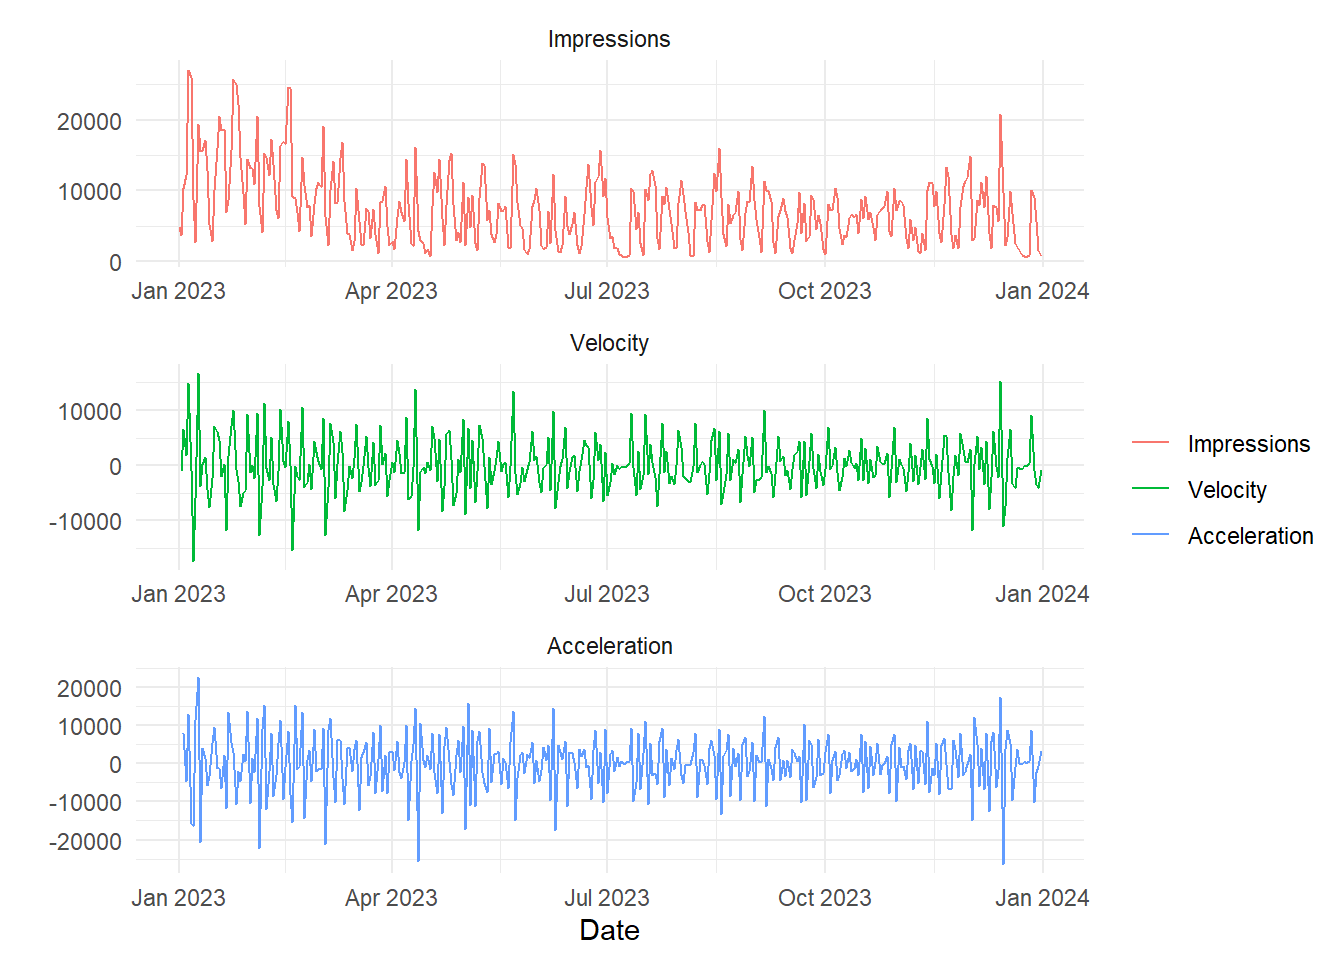 Impressions
20000
10000
0
Jan 2023 Apr 2023 Jul 2023 Oct 2023 Jan 2024
Velocity
10000
0
-10000
Jan 2023 Apr 2023 Jul 2023 Oct 2023 Jan 2024
Acceleration
20000
10000
0
-10000
-20000
Jan 2023 Apr 2023 Jul 2023 Oct 2023 Jan 2024
Date
Impressions
Velocity
Acceleration